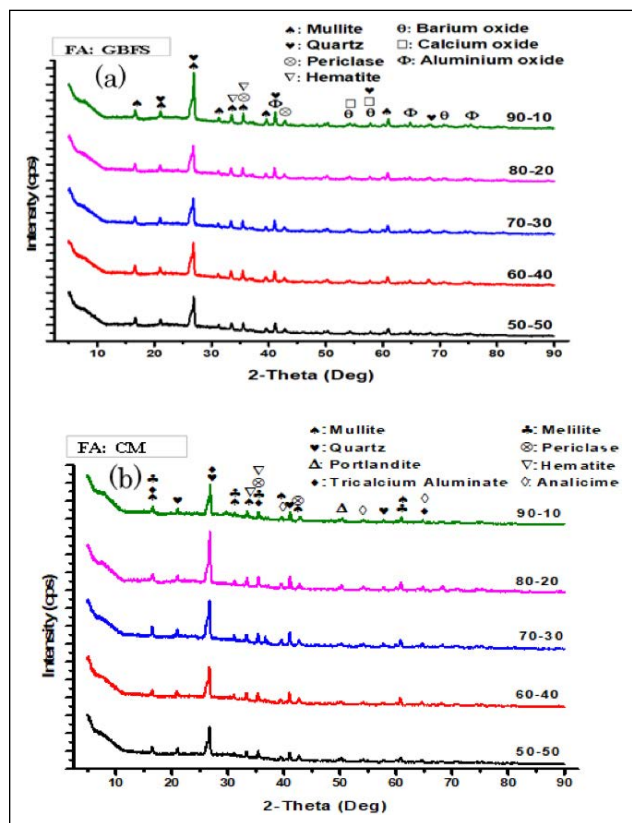 FA: GBFS
♠: Mullite θ: Barium oxide
♥: Quartz □: Calcium oxide
⊗: Periclase Φ: Aluminium oxide
▽: Hematite
(a)
90-10
80-20
70-30
60-40
50-50
Intensity (cps)
10 20 30 40 50 60 70 80 90
2-Theta (Deg)
FA: CM
♠: Mullite ♣: Melilite
♥: Quartz ⊗: Periclase
△: Portlandite ▽: Hematite
♦: Tricalcium Aluminate ◊: Analicime
(b)
90-10
80-20
70-30
60-40
50-50
Intensity (cps)
10 20 30 40 50 60 70 80 90
2-Theta (Deg)